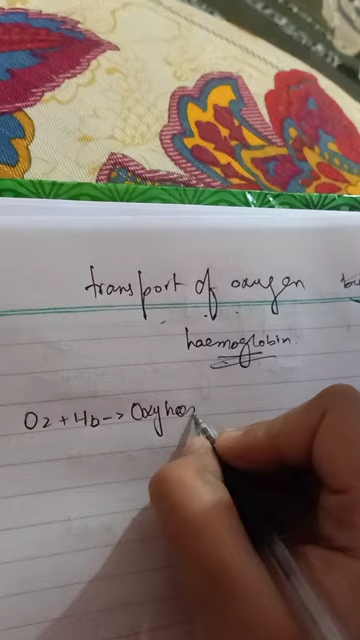 transport of oxygen
haemoglobin.
O2 + Hb -> Oxyhae